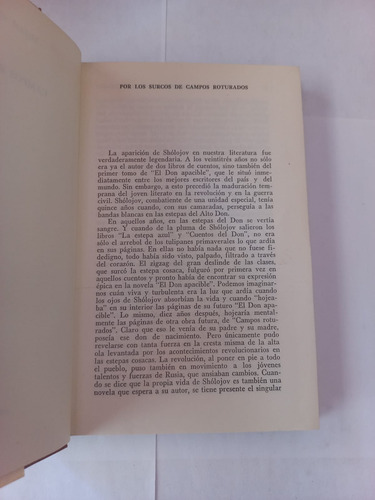 POR LOS SURCOS DE CAMPOS ROTURADOS
La aparición de Shólojov en nuestra literatura fue
verdaderamente legendaria. A los veintitrés años no sólo
era ya el autor de dos libros de cuentos, sino también del
primer tomo de "El Don apacible", que le situó inme-
diatamente entre los mejores escritores del país y del
mundo. Sin embargo, a esto precedió la maduración tem-
prana del joven literato en la revolución y en la guerra
civil. Shólojov, combatiente de una unidad especial, tenía
quince años cuando, con sus camaradas, perseguía a las
bandas blancas en las estepas del Alto Don.
En aquellos años, en las estepas del Don se vertía
sangre. Y cuando de la pluma de Shólojov salieron los
libros "La estepa azul" y "Cuentos del Don", no era
sólo el arrebol de los tulipanes primaverales lo que ardía
en sus páginas. En ellas no había nada que no fuese fi-
dedigno, todo había sido visto, palpado, filtrado a través
del corazón. El zigzag del gran deslinde de las clases,
que surcó la estepa cosaca, fulguró por primera vez en
aquellos cuentos y pronto había de encontrar su expresión
épica en la novela "El Don apacible". Podemos imagi-
narnos cuán viva y turbulenta era la luz que ardía cuando
los ojos de Shólojov absorbían la vida y cuando "hojea-
ha" en su interior las páginas de su futuro "El Don apa-
cible". Lo mismo, diez años después, hojearía mental-
mente las páginas de otra obra futura, de "Campos rotu-
rados". Claro que eso le venía de su padre y su madre,
poseía ese don de nacimiento. Pero únicamente pudo
revelarse con tanta fuerza en la cresta misma de la alta
ola levantada por los acontecimientos revolucionarios en
las estepas cosacas. La revolución, al poner en pie a todo
el pueblo, puso también en movimiento a los jóvenes
talentos y fuerzas de Rusia, que ansiaban cambios. Cuan-
do se dice que la propia vida de Shólojov es también una
novela que espera a su autor, se tiene presente el singular